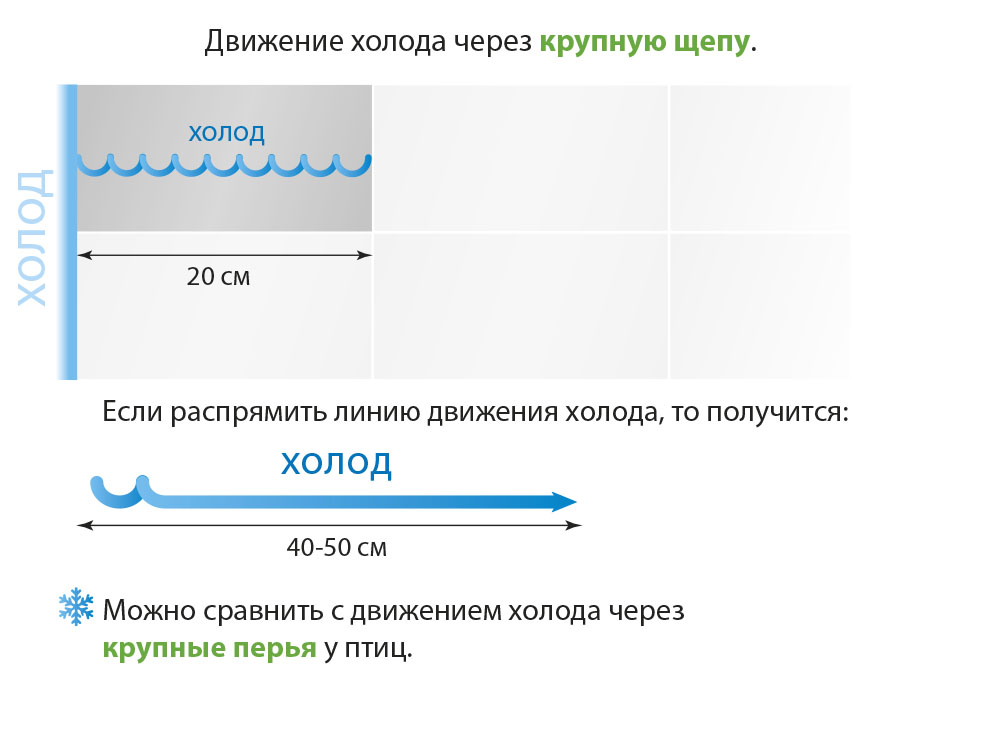 Движение холода через крупную щепу.
ХОЛОД
ХОЛОД
20 см
Если распрямить линию движения холода, то получится:
ХОЛОД
40-50 см
Можно сравнить с движением холода через
крупные перья у птиц.